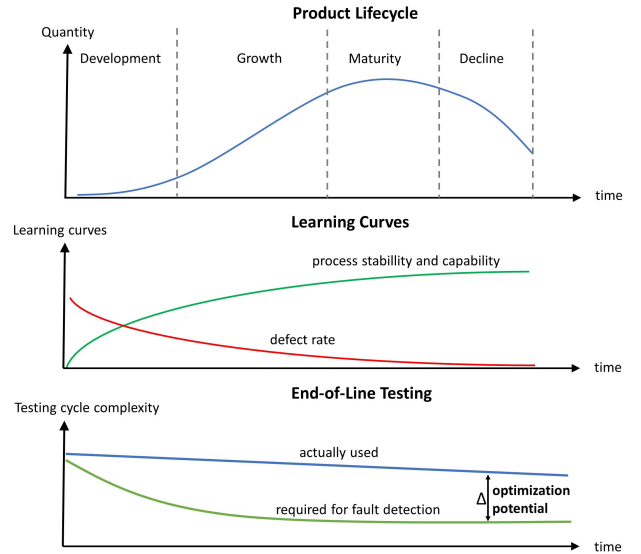 Product Lifecycle
Quantity
Development
Growth
Maturity
Decline
time
Learning Curves
Learning curves
process stabillity and capability
defect rate
time
End-of-Line Testing
Testing cycle complexity
actually used
required for fault detection
Δ
optimization
potential
time